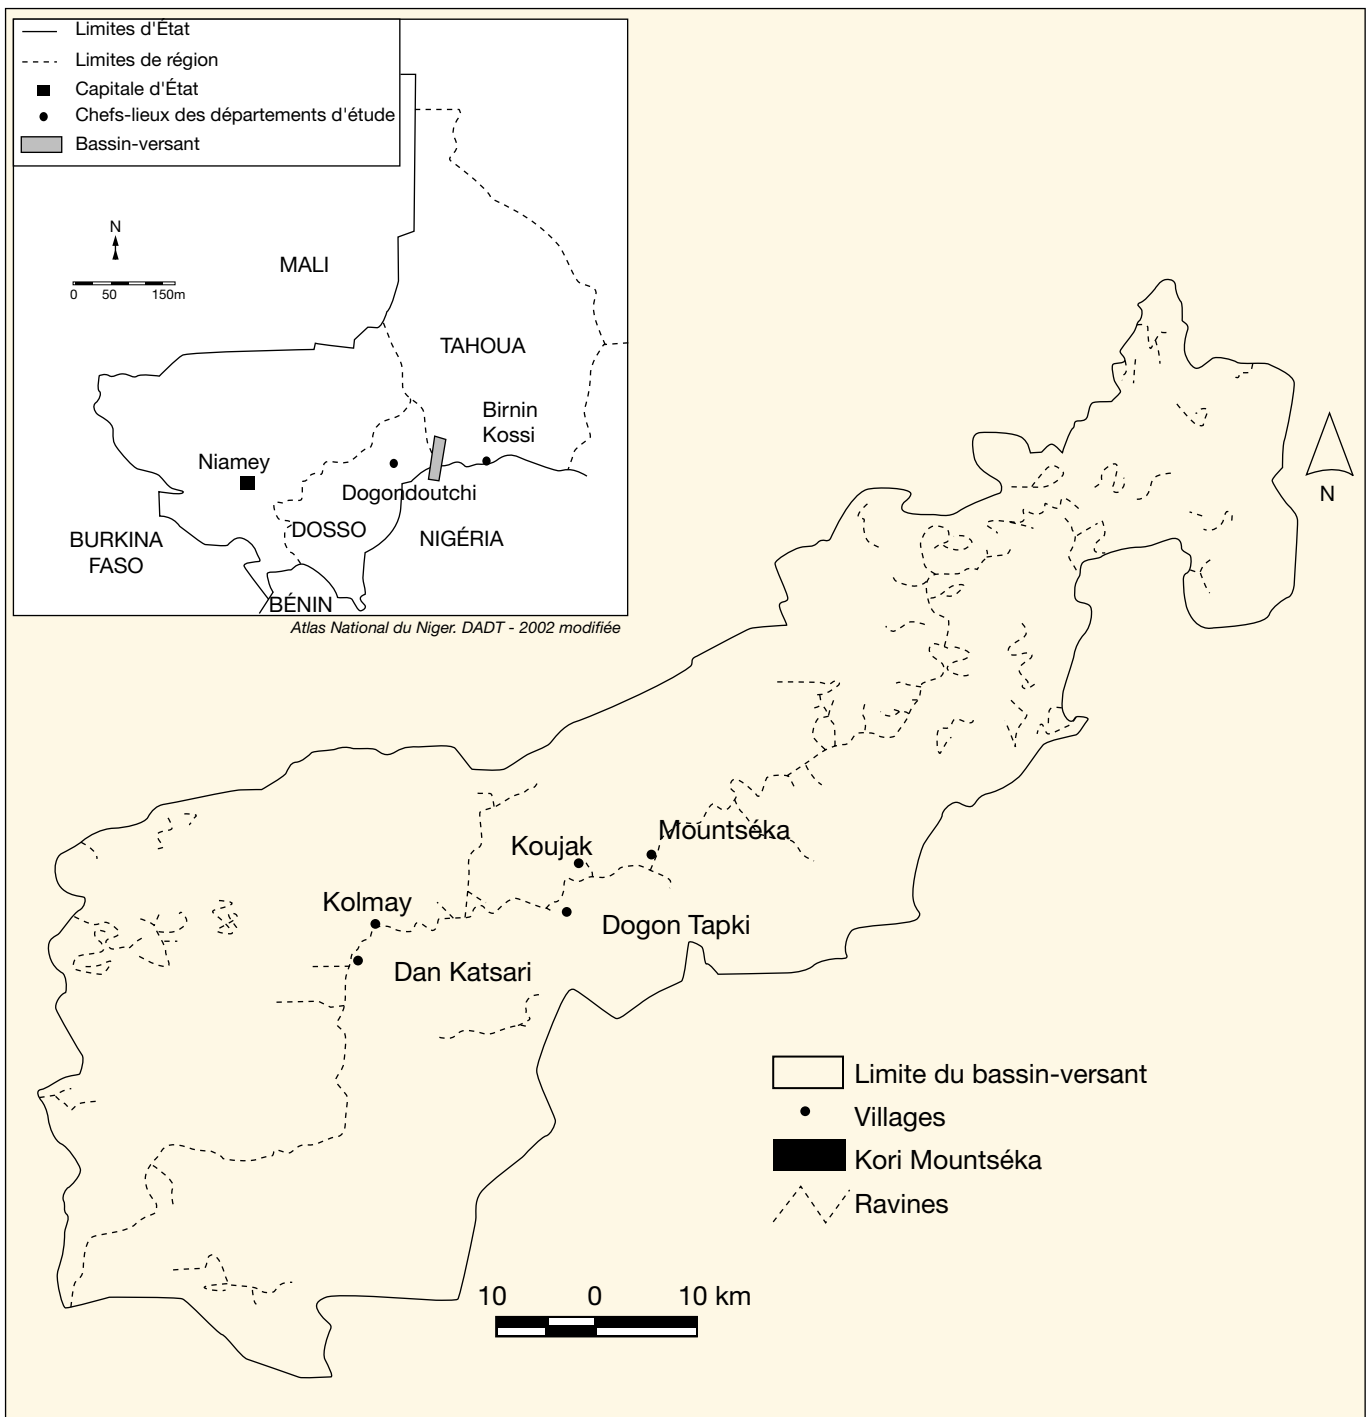 Limites d'État
Limites de région
Capitale d'État
Chefs-lieux des départements d'étude
Bassin-versant
N
0 50 150m
MALI
TAHOUA
Birnin
Kossi
Niamey
Dogondoutchi
DOSSO
NIGÉRIA
BURKINA
FASO
BÉNIN
Atlas National du Niger. DADT - 2002 modifiée
N
Mountséka
Koujak
Kolmay
Dogon Tapki
Dan Katsari
Limite du bassin-versant
Villages
Kori Mountséka
Ravines
10 0 10 km